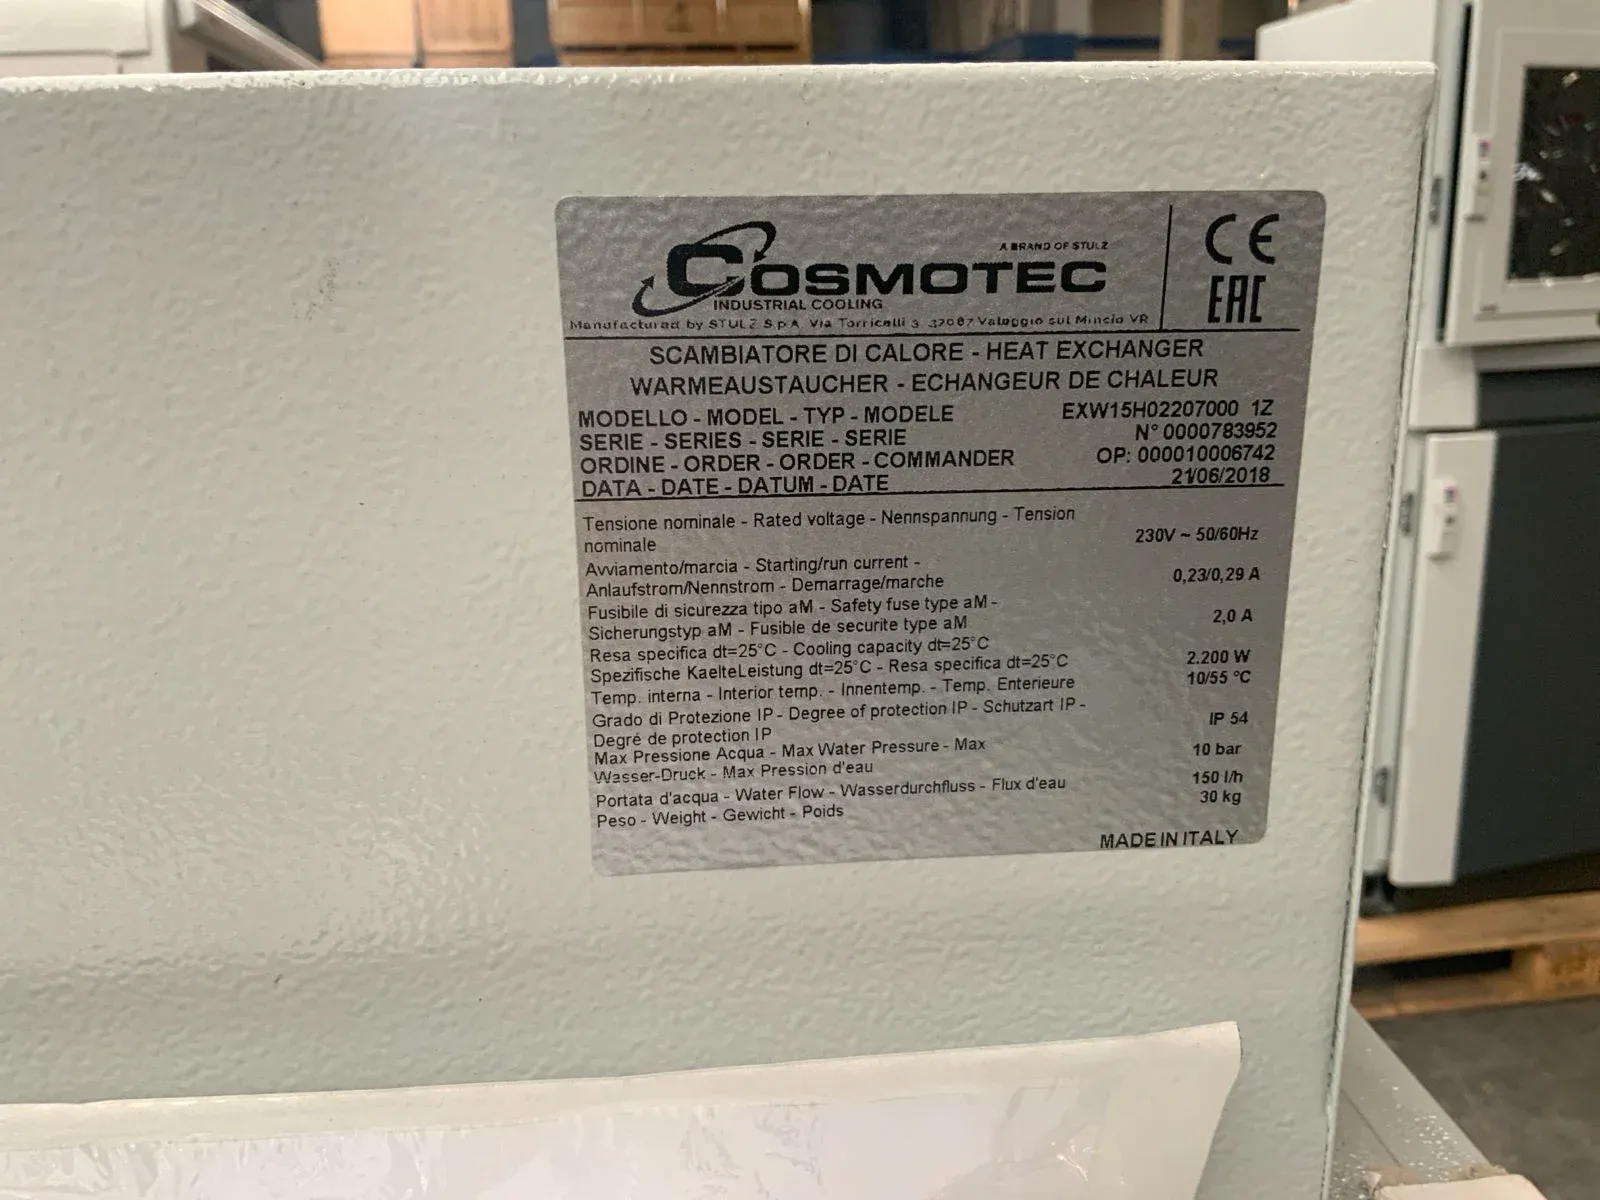 A BRAND OF STULZ
COSMOTEC
INDUSTRIAL COOLING
CE
EAC
Manufactured by STULZ S.p.A. Via Torricelli 3, 37067 Valeggio sul Mincio VR
SCAMBIATORE DI CALORE - HEAT EXCHANGER
WARMEAUSTAUCHER - ECHANGEUR DE CHALEUR
MODELLO - MODEL - TYP - MODELE EXW15H02207000 1Z
SERIE - SERIES - SERIE - SERIE N° 0000783952
ORDINE - ORDER - ORDER - COMMANDER OP: 000010006742
DATA - DATE - DATUM - DATE 21/06/2018
Tensione nominale - Rated voltage - Nennspannung - Tension
nominale 230V ~ 50/60Hz
Avviamento/marcia - Starting/run current -
Anlaufstrom/Nennstrom - Demarrage/marche 0,23/0,29 A
Fusibile di sicurezza tipo aM - Safety fuse type aM -
Sicherungstyp aM - Fusible de securite type aM 2,0 A
Resa specifica dt=25°C - Cooling capacity dt=25°C
Spezifische KaelteLeistung dt=25°C - Resa specifica dt=25°C 2.200 W
Temp. interna - Interior temp. - Innentemp. - Temp. Enterieure 10/55 °C
Grado di Protezione IP - Degree of protection IP - Schutzart IP -
Degré de protection IP IP 54
Max Pressione Acqua - Max Water Pressure - Max
Wasser-Druck - Max Pression d'eau 10 bar
Portata d'acqua - Water Flow - Wasserdurchfluss - Flux d'eau 150 l/h
Peso - Weight - Gewicht - Poids 30 kg
MADE IN ITALY